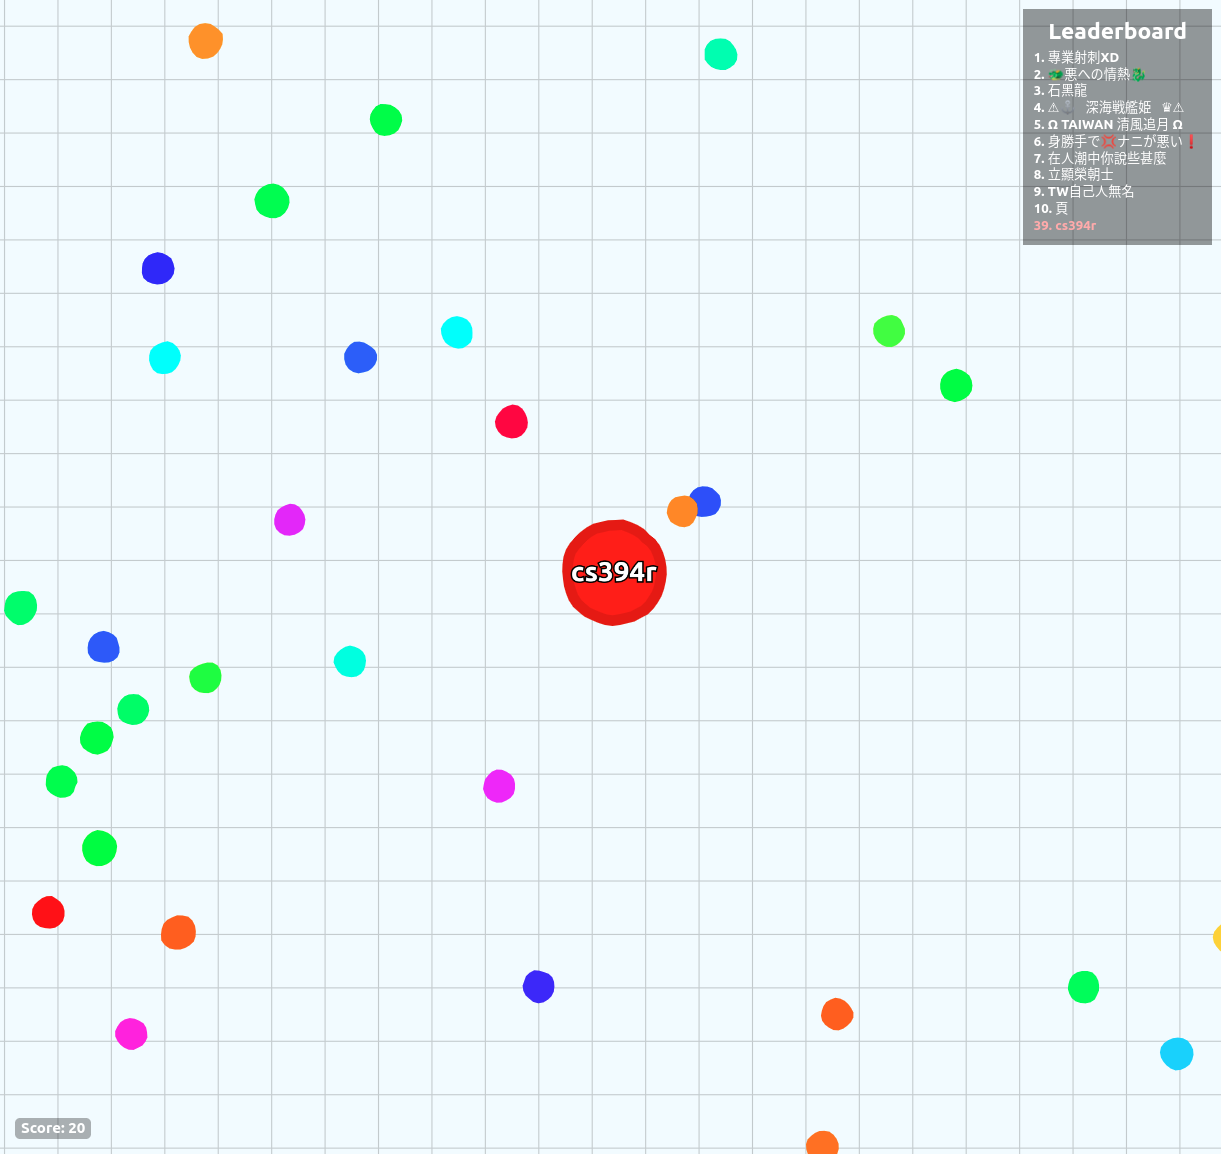 Leaderboard
1. 專業射刺XD
2. 🐲悪への情熱🐉
3. 石黑龍
4. ⚠⚓ 深海戦艦姫 ♛⚠
5. Ω TAIWAN 清風追月 Ω
6. 身勝手で💢ナニが悪い❗
7. 在人潮中你說些甚麼
8. 立顯榮朝士
9. TW自己人無名
10. 頁
39. cs394r
cs394r
Score: 20